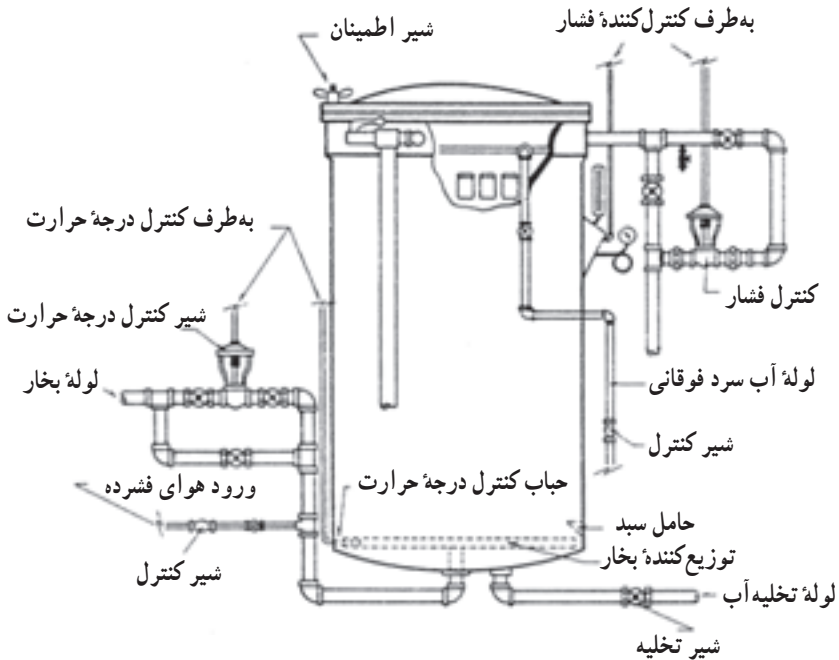 به‌طرف کنترل‌کنندهٔ فشار
شیر اطمینان
به‌طرف کنترل درجهٔ حرارت
کنترل فشار
شیر کنترل درجهٔ حرارت
لولهٔ بخار
لولهٔ آب سرد فوقانی
شیر کنترل
ورود هوای فشرده
حباب کنترل درجهٔ حرارت
حامل سبد
توزیع‌کنندهٔ بخار
شیر کنترل
لولهٔ تخلیه‌آب
شیر تخلیه